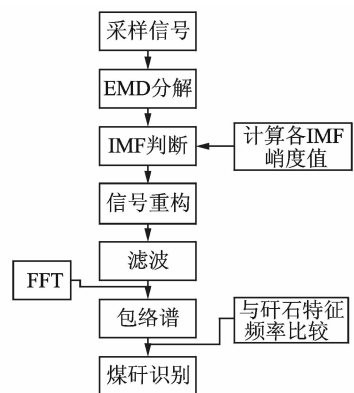 采样信号
EMD分解
IMF判断
计算各IMF
峭度值
信号重构
滤波
FFT
包络谱
与矸石特征
频率比较
煤矸识别